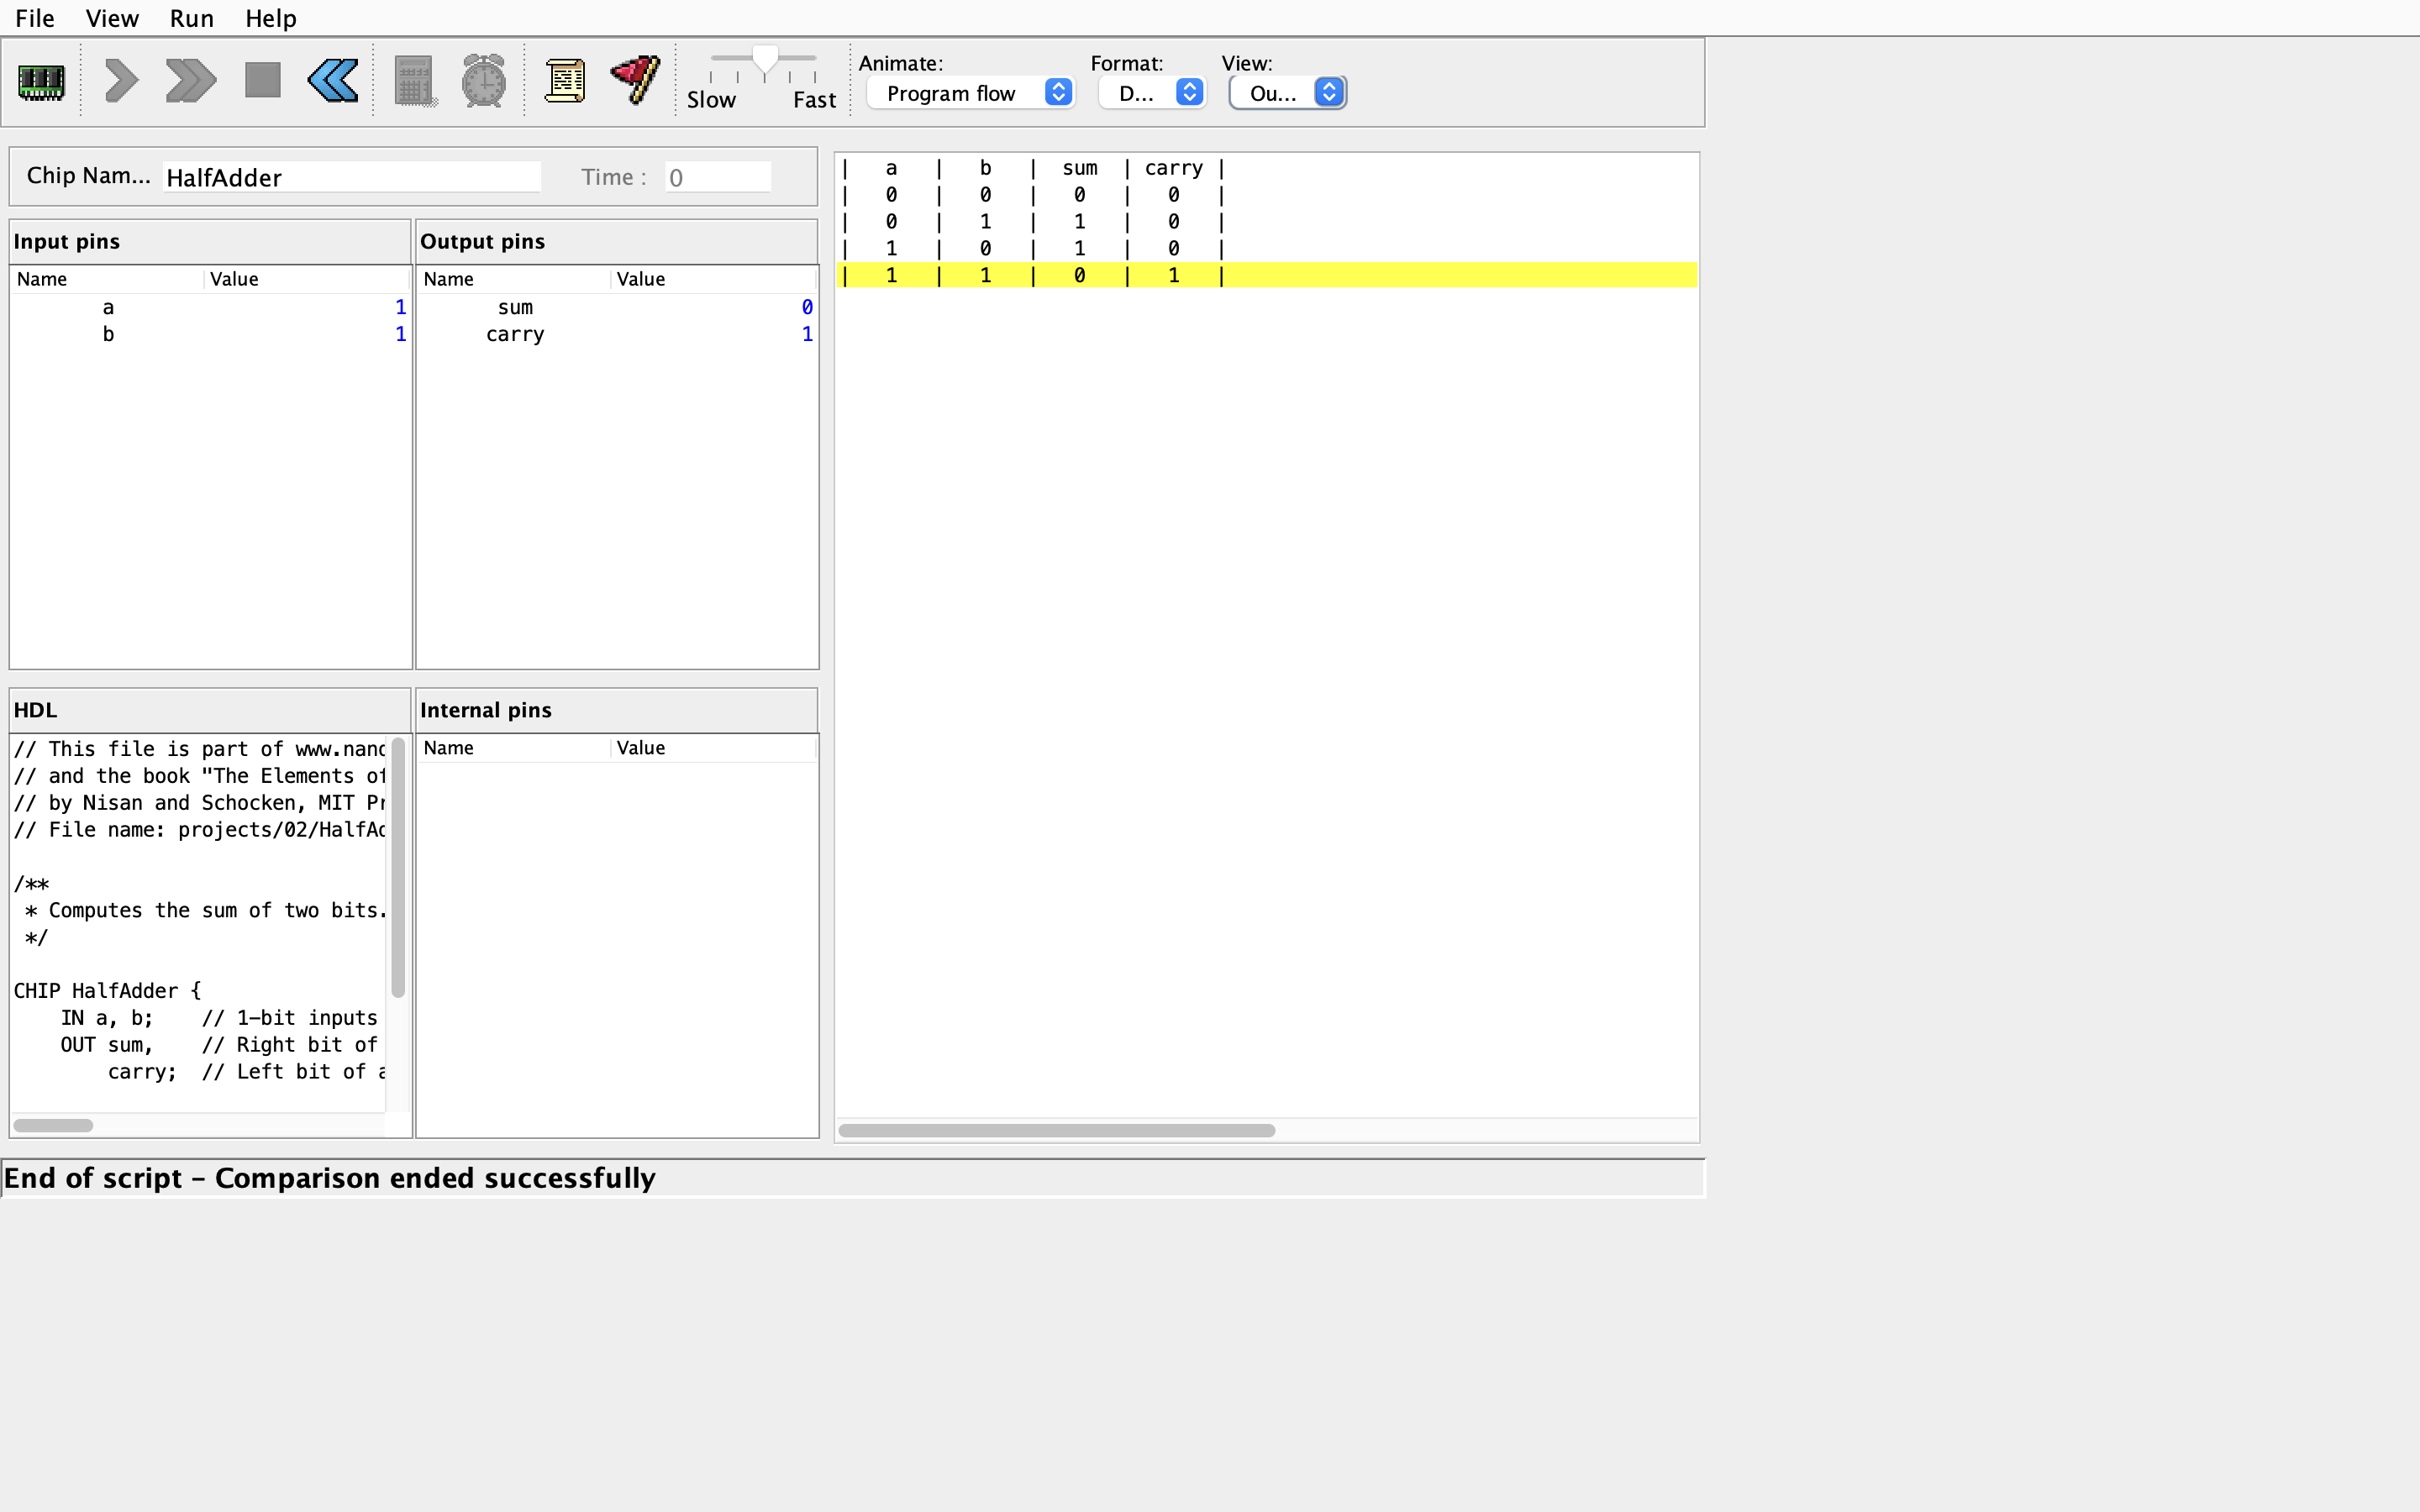 File View Run Help
Slow Fast
Animate: Format: View:
Program flow D... Ou...
Chip Nam... HalfAdder Time : 0
Input pins
Name Value
a 1
b 1
Output pins
Name Value
sum 0
carry 1
| a | b | sum | carry |
| 0 | 0 | 0 | 0 |
| 0 | 1 | 1 | 0 |
| 1 | 0 | 1 | 0 |
| 1 | 1 | 0 | 1 |
HDL
// This file is part of www.nand
// and the book "The Elements of
// by Nisan and Schocken, MIT Pr
// File name: projects/02/HalfAd
/**
* Computes the sum of two bits.
*/
CHIP HalfAdder {
IN a, b; // 1-bit inputs
OUT sum, // Right bit of
carry; // Left bit of a
Internal pins
Name Value
End of script - Comparison ended successfully